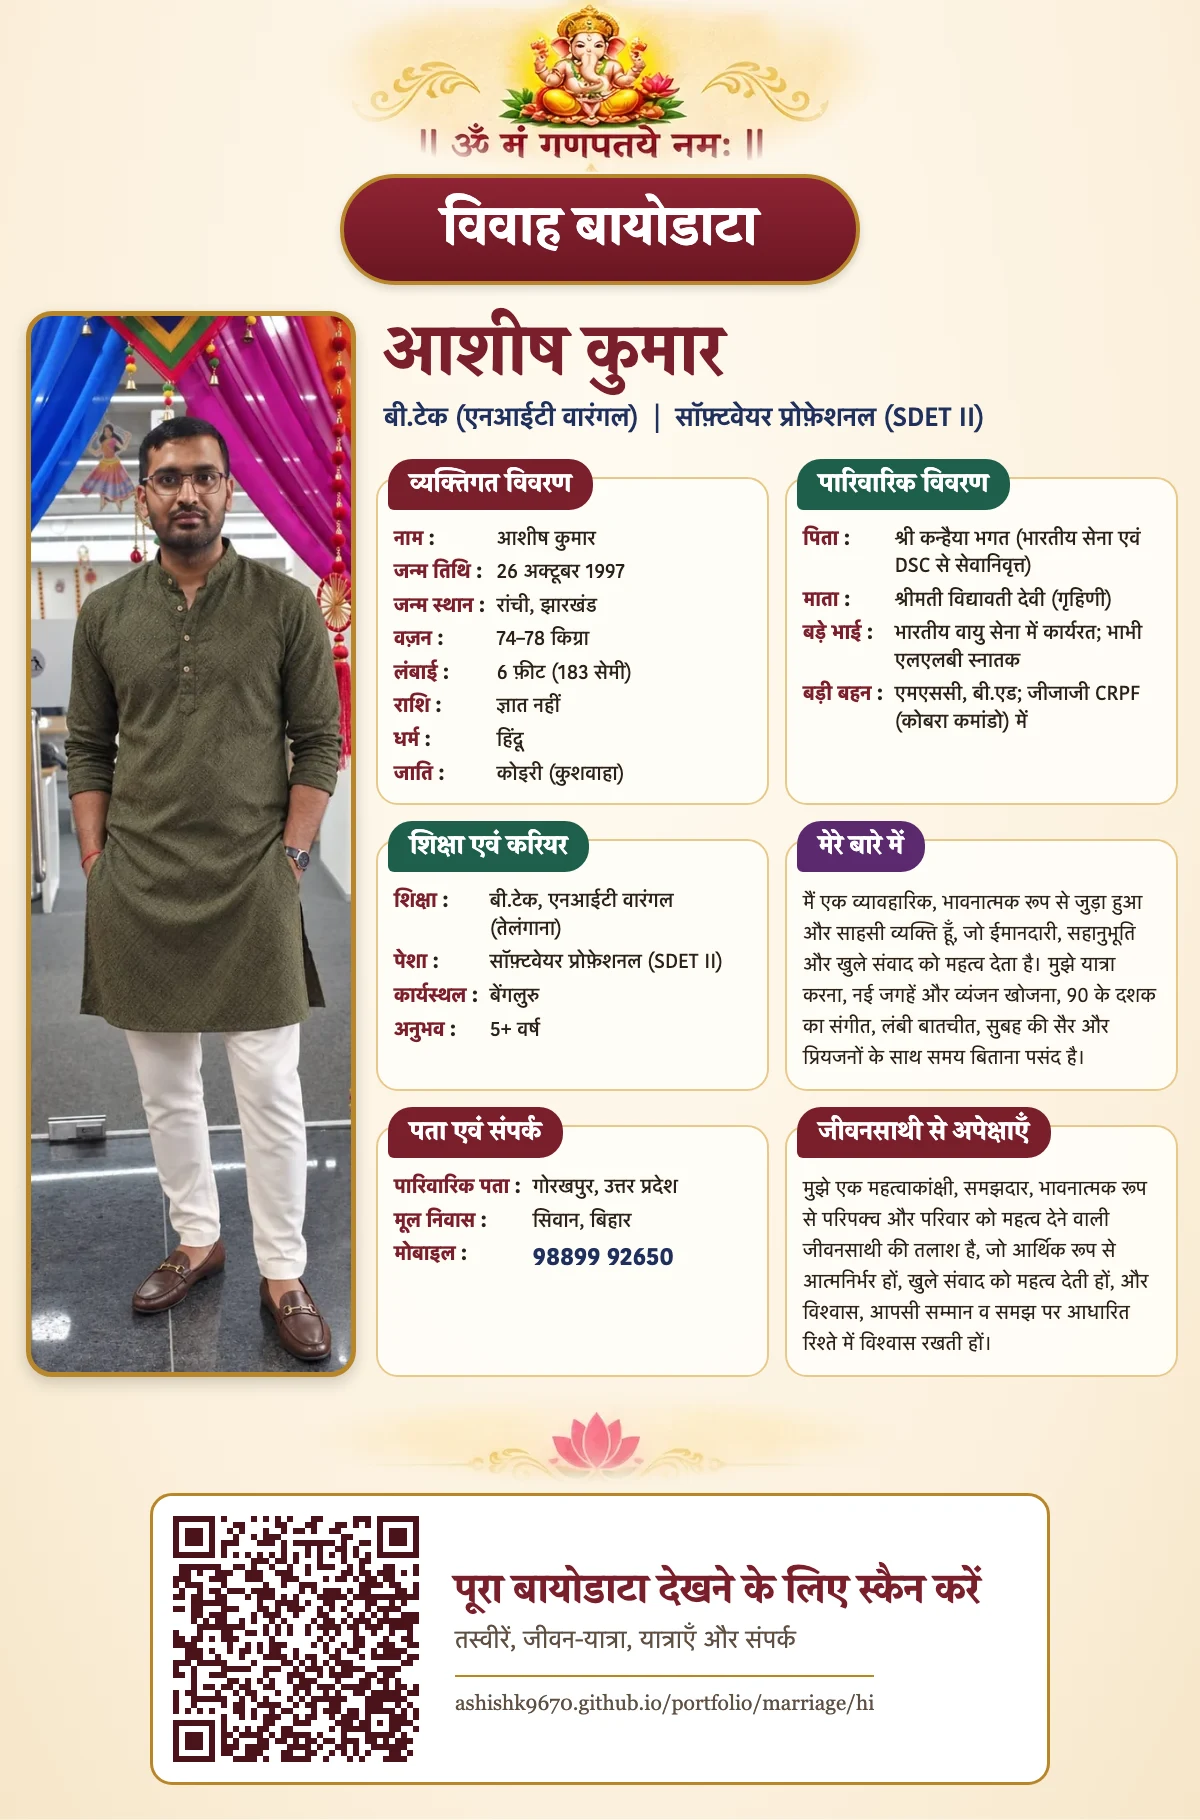 || ॐ मं गणपतये नमः ||
विवाह बायोडाटा
आशीष कुमार
बी.टेक (एनआईटी वारंगल) | सॉफ़्टवेयर प्रोफ़ेशनल (SDET II)
व्यक्तिगत विवरण
नाम : आशीष कुमार
जन्म तिथि : 26 अक्टूबर 1997
जन्म स्थान : रांची, झारखंड
वज़न : 74–78 किग्रा
लंबाई : 6 फ़ीट (183 सेमी)
राशि : ज्ञात नहीं
धर्म : हिंदू
जाति : कोइरी (कुशवाहा)
पारिवारिक विवरण
पिता : श्री कन्हैया भगत (भारतीय सेना एवं
DSC से सेवानिवृत्त)
माता : श्रीमती विद्यावती देवी (गृहिणी)
बड़े भाई : भारतीय वायु सेना में कार्यरत; भाभी
एलएलबी स्नातक
बड़ी बहन : एमएससी, बी.एड; जीजाजी CRPF
(कोबरा कमांडो) में
शिक्षा एवं करियर
शिक्षा : बी.टेक, एनआईटी वारंगल
(तेलंगाना)
पेशा : सॉफ़्टवेयर प्रोफ़ेशनल (SDET II)
कार्यस्थल : बेंगलुरु
अनुभव : 5+ वर्ष
मेरे बारे में
मैं एक व्यावहारिक, भावनात्मक रूप से जुड़ा हुआ
और साहसी व्यक्ति हूँ, जो ईमानदारी, सहानुभूति
और खुले संवाद को महत्व देता है। मुझे यात्रा
करना, नई जगहें और व्यंजन खोजना, 90 के दशक
का संगीत, लंबी बातचीत, सुबह की सैर और
प्रियजनों के साथ समय बिताना पसंद है।
पता एवं संपर्क
पारिवारिक पता : गोरखपुर, उत्तर प्रदेश
मूल निवास : सिवान, बिहार
मोबाइल : 98899 92650
जीवनसाथी से अपेक्षाएँ
मुझे एक महत्वाकांक्षी, समझदार, भावनात्मक रूप
से परिपक्व और परिवार को महत्व देने वाली
जीवनसाथी की तलाश है, जो आर्थिक रूप से
आत्मनिर्भर हों, खुले संवाद को महत्व देती हों, और
विश्वास, आपसी सम्मान व समझ पर आधारित
रिश्ते में विश्वास रखती हों।
पूरा बायोडाटा देखने के लिए स्कैन करें
तस्वीरें, जीवन-यात्रा, यात्राएँ और संपर्क
ashishk9670.github.io/portfolio/marriage/hi